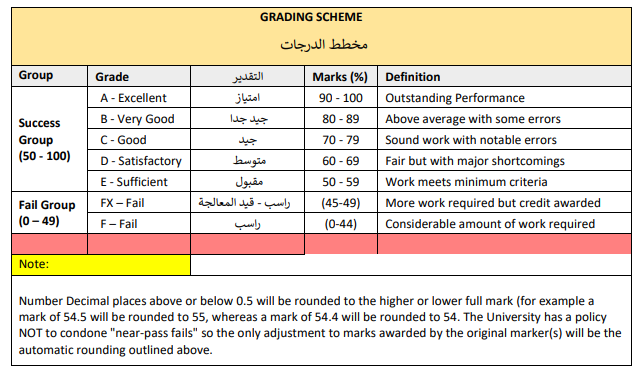 GRADING SCHEME
مخطط الدرجات
Group Grade التقدير Marks (%) Definition
Success Group (50 - 100)
A - Excellent امتياز 90 - 100 Outstanding Performance
B - Very Good جيد جدا 80 - 89 Above average with some errors
C - Good جيد 70 - 79 Sound work with notable errors
D - Satisfactory متوسط 60 - 69 Fair but with major shortcomings
E - Sufficient مقبول 50 - 59 Work meets minimum criteria
Fail Group (0 – 49)
FX – Fail راسب - قيد المعالجة (45-49) More work required but credit awarded
F – Fail راسب (0-44) Considerable amount of work required
Note:
Number Decimal places above or below 0.5 will be rounded to the higher or lower full mark (for example a
mark of 54.5 will be rounded to 55, whereas a mark of 54.4 will be rounded to 54. The University has a policy
NOT to condone "near-pass fails" so the only adjustment to marks awarded by the original marker(s) will be the
automatic rounding outlined above.